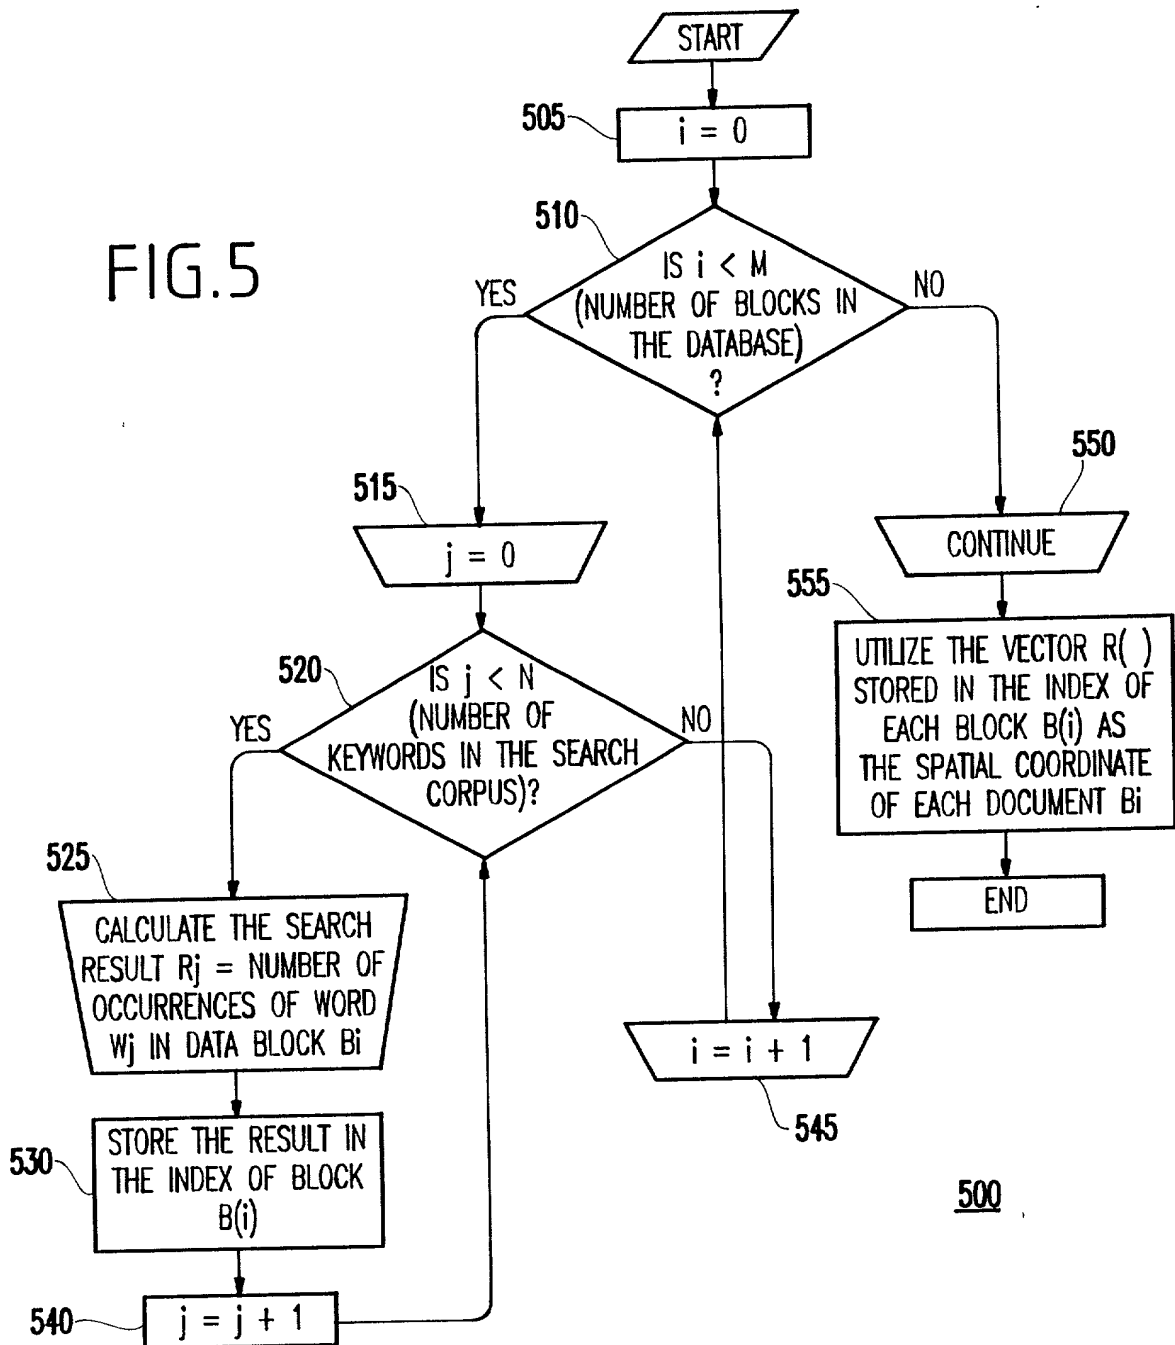 START
505
i = 0
510
FIG.5
IS i < M
(NUMBER OF BLOCKS IN
THE DATABASE)
?
YES
NO
515
j = 0
550
CONTINUE
520
IS j < N
(NUMBER OF
KEYWORDS IN THE SEARCH
CORPUS)?
YES
NO
555
UTILIZE THE VECTOR R( )
STORED IN THE INDEX OF
EACH BLOCK B(i) AS
THE SPATIAL COORDINATE
OF EACH DOCUMENT Bi
END
525
CALCULATE THE SEARCH
RESULT Rj = NUMBER OF
OCCURRENCES OF WORD
Wj IN DATA BLOCK Bi
i = i + 1
545
530
STORE THE RESULT IN
THE INDEX OF BLOCK
B(i)
500
540
j = j + 1